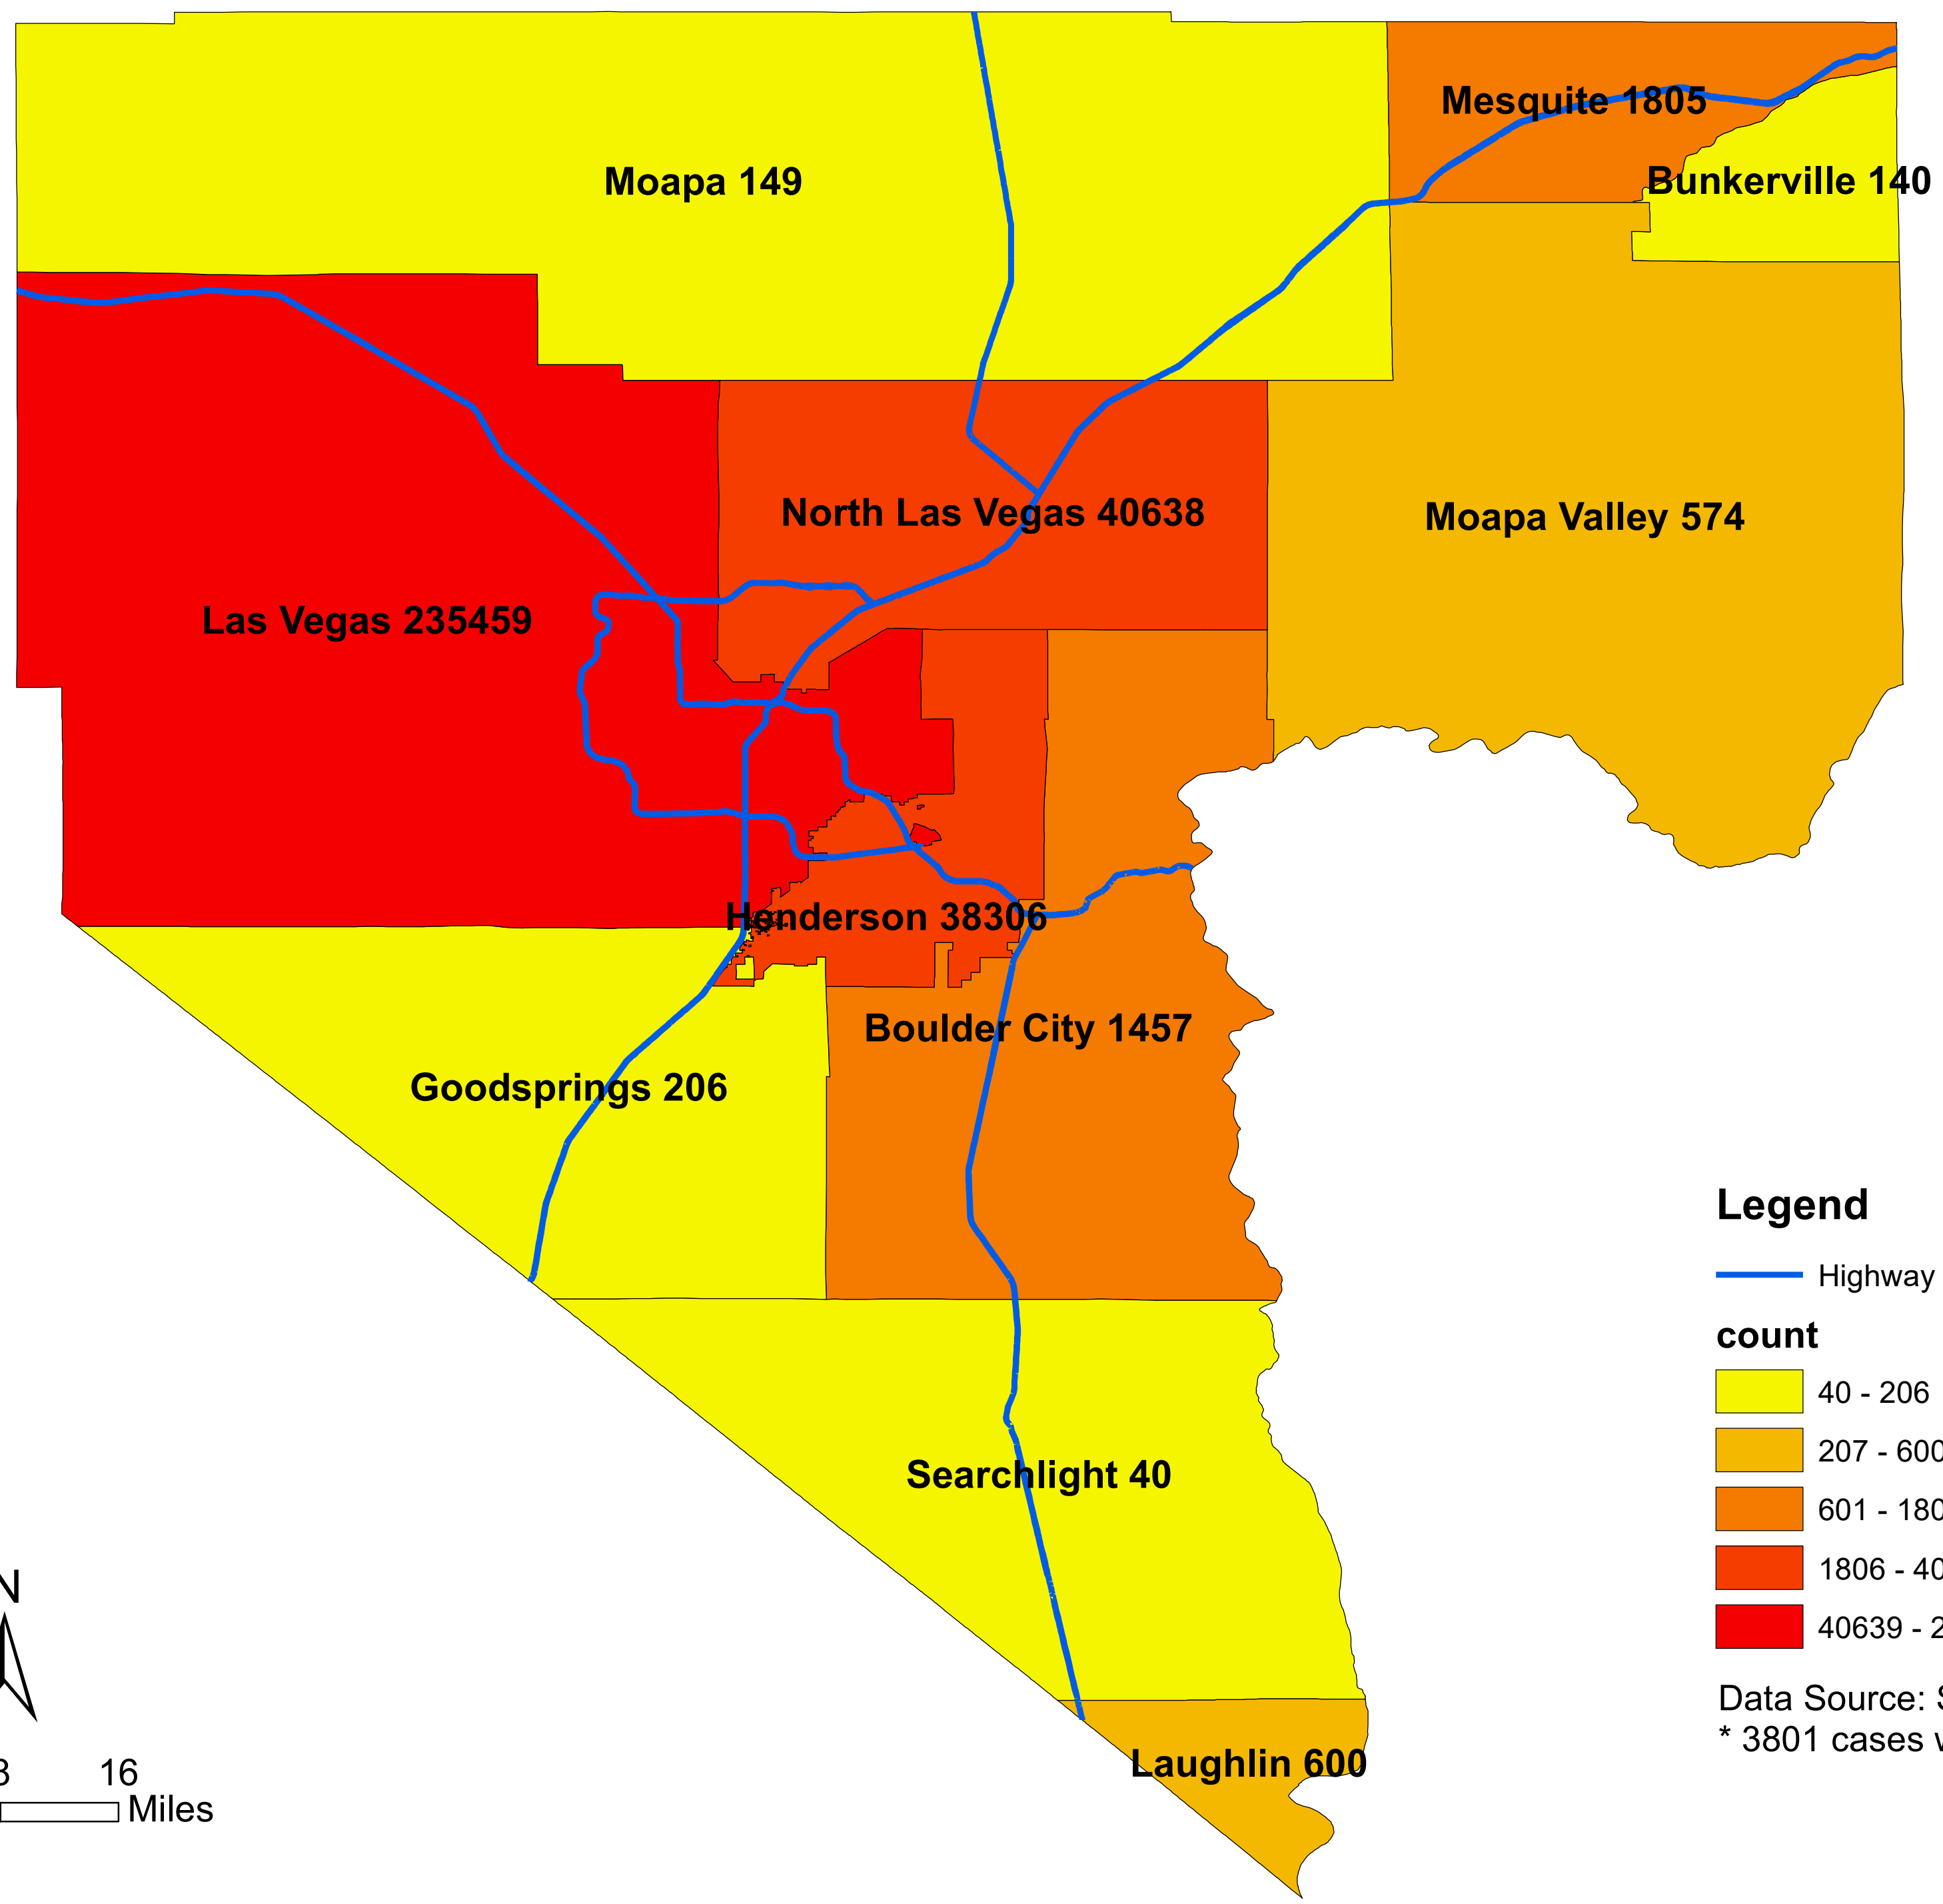 Mesquite 1805
Moapa 149
Bunkerville 140
North Las Vegas 40638
Moapa Valley 574
Las Vegas 235459
Henderson 38306
Boulder City 1457
Goodsprings 206
Searchlight 40
Laughlin 600
Legend
Highway
count
40 - 206
207 - 600
601 - 180
1806 - 40
40639 - 2
Data Source:
* 3801 cases
N
16
Miles